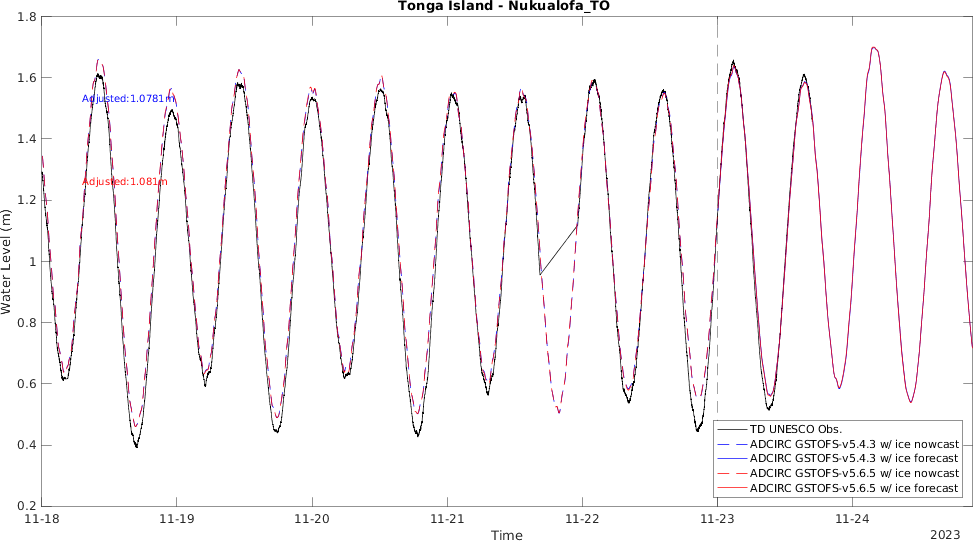 Tonga Island - Nukualofa_TO
1.8
1.6
1.4
1.2
1
0.8
0.6
0.4
0.2
Water Level (m)
Adjusted:1.0781m
Adjusted:1.081m
TD UNESCO Obs.
ADCIRC GSTOFS-v5.4.3 w/ ice nowcast
ADCIRC GSTOFS-v5.4.3 w/ ice forecast
ADCIRC GSTOFS-v5.6.5 w/ ice nowcast
ADCIRC GSTOFS-v5.6.5 w/ ice forecast
11-18 11-19 11-20 11-21 11-22 11-23 11-24
Time
2023